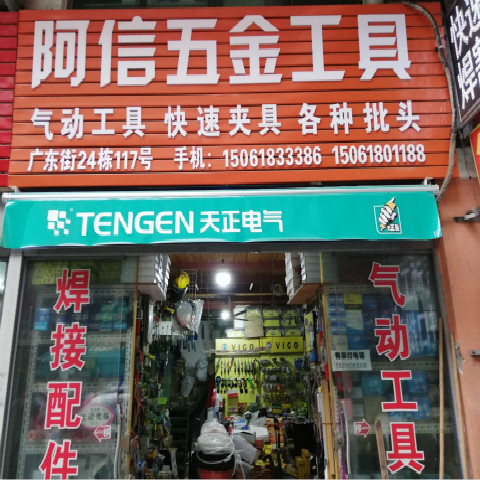 阿信五金工具
气动工具 快速夹具 各种批头
广东街24栋117号 手机: 15061833386 15061801188
TENGEN 天正电气
焊接配件
VICO VICO
气动工具